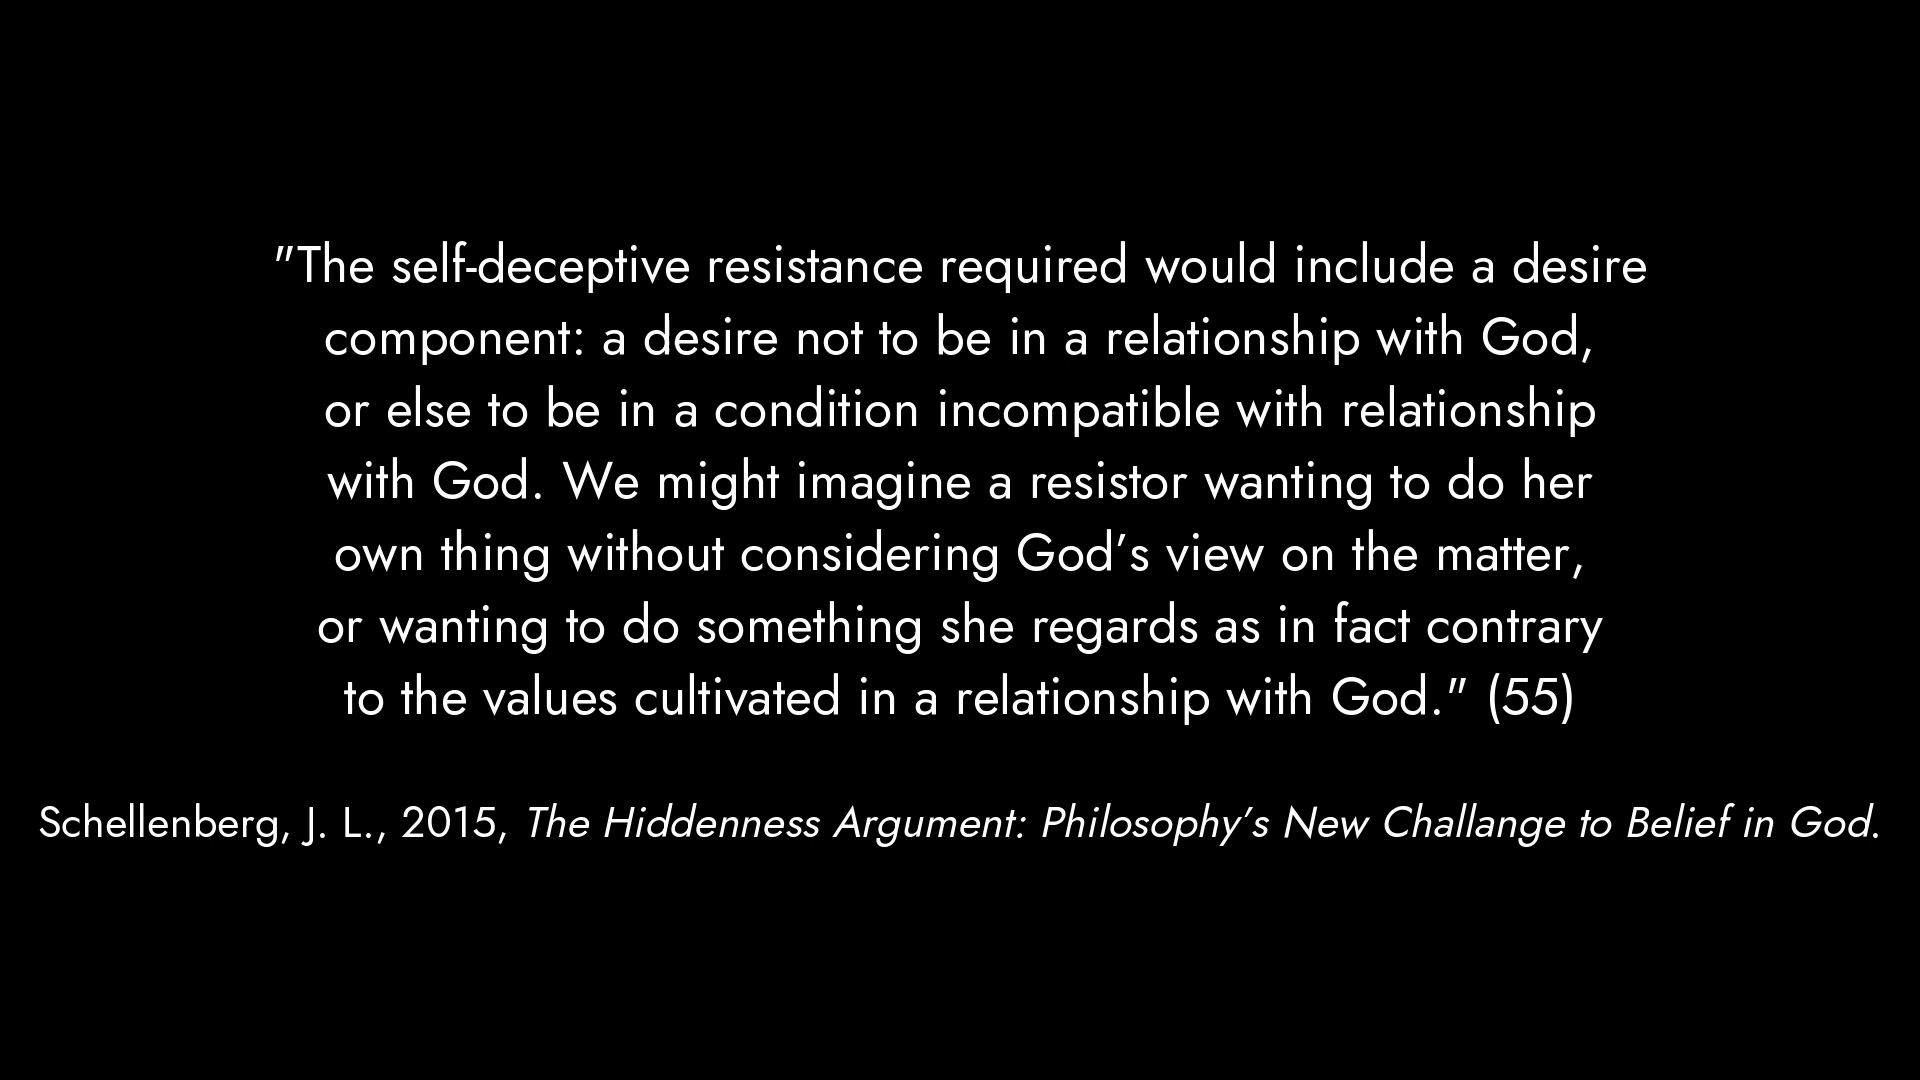 "The self-deceptive resistance required would include a desire
component: a desire not to be in a relationship with God,
or else to be in a condition incompatible with relationship
with God. We might imagine a resistor wanting to do her
own thing without considering God’s view on the matter,
or wanting to do something she regards as in fact contrary
to the values cultivated in a relationship with God." (55)
Schellenberg, J. L., 2015, The Hiddenness Argument: Philosophy’s New Challange to Belief in God.